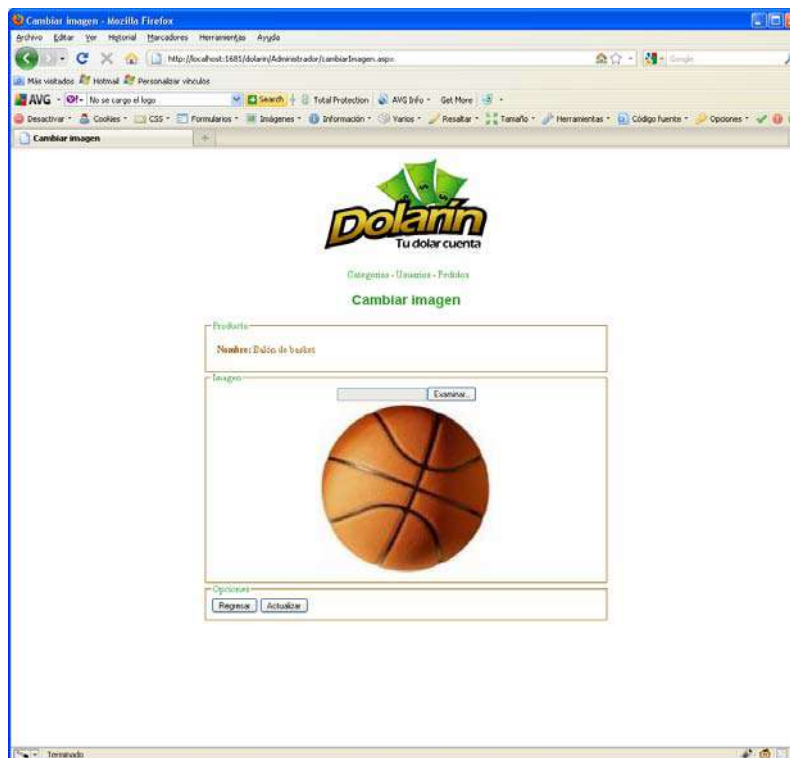 Cambiar imagen - Mozilla Firefox
Archivo Editar Ver Historial Marcadores Herramientas Ayuda
http://localhost:1681/dolarin/Administrador/cambiarImagen.aspx Google
Más visitados Hotmail Personalizar vínculos
AVG No se cargo el logo Search Total Protection AVG Info Get More
Desactivar Cookies CSS Formularios Imágenes Información Varios Resaltar Tamaño Herramientas Código fuente Opciones
Cambiar imagen
Dolarín
Tu dolar cuenta
Categorias - Usuarios - Pedidos
Cambiar imagen
Producto
Nombre: Balón de basket
Imagen
Examinar...
Opciones
Regresar Actualizar
Terminado